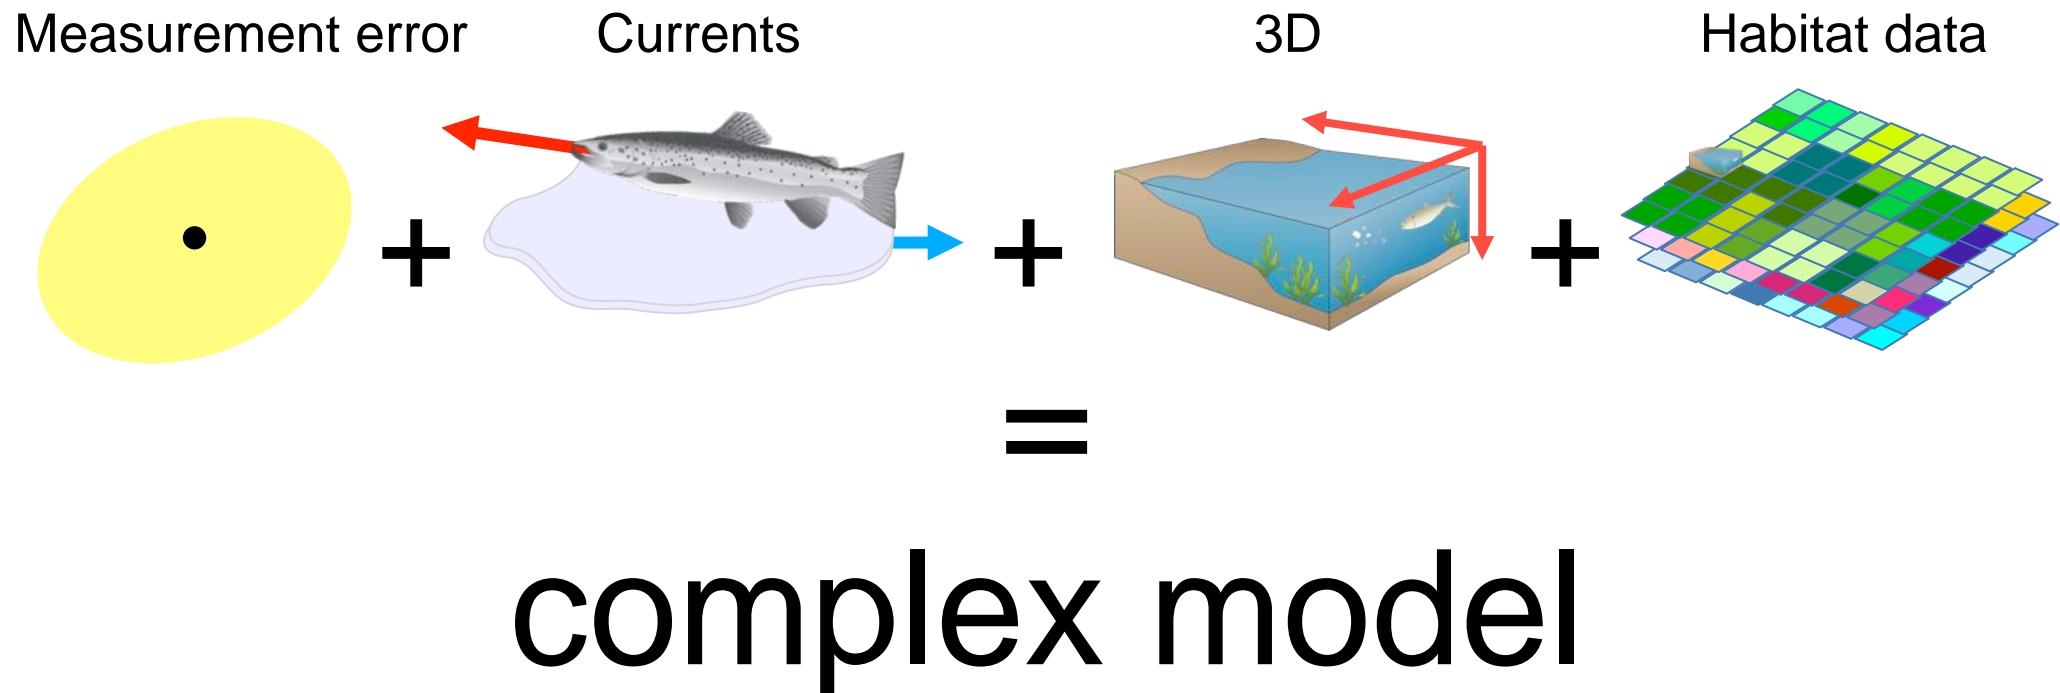 Measurement error Currents 3D Habitat data
+ + +
=
complex model